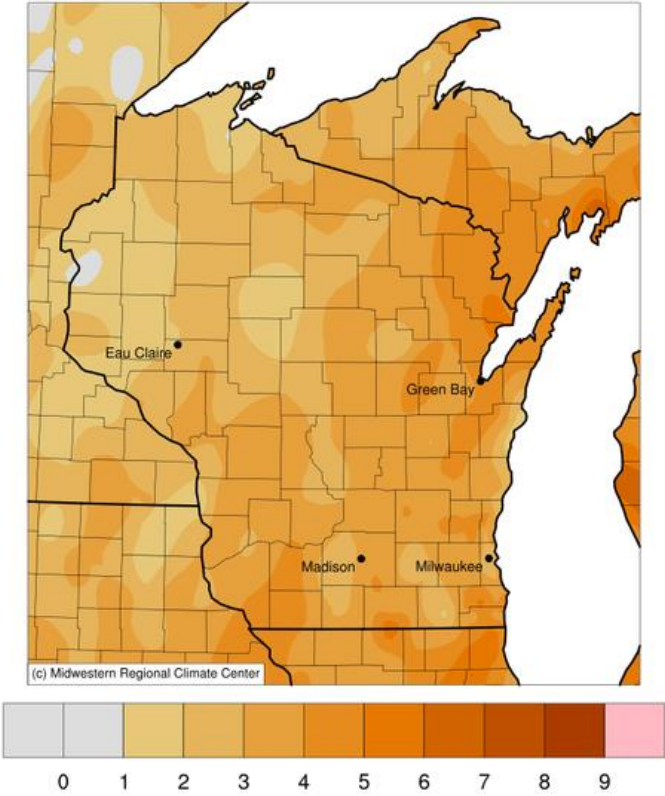 Eau Claire
Green Bay
Madison
Milwaukee
(c) Midwestern Regional Climate Center
0 1 2 3 4 5 6 7 8 9